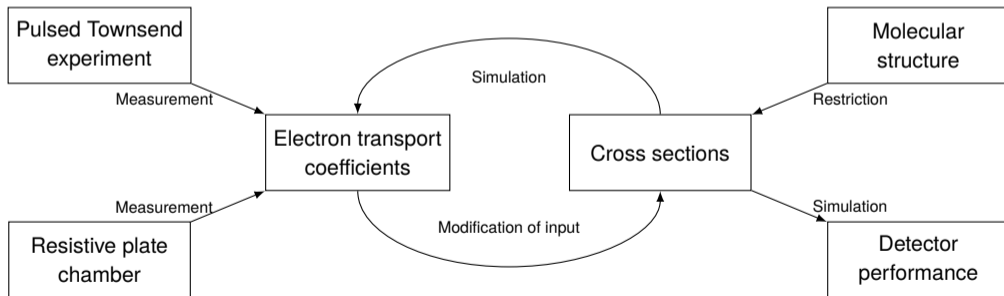 Pulsed Townsend
experiment
Molecular
structure
Simulation
Measurement
Restriction
Electron transport
coefficients
Cross sections
Measurement
Simulation
Modification of input
Resistive plate
chamber
Detector
performance